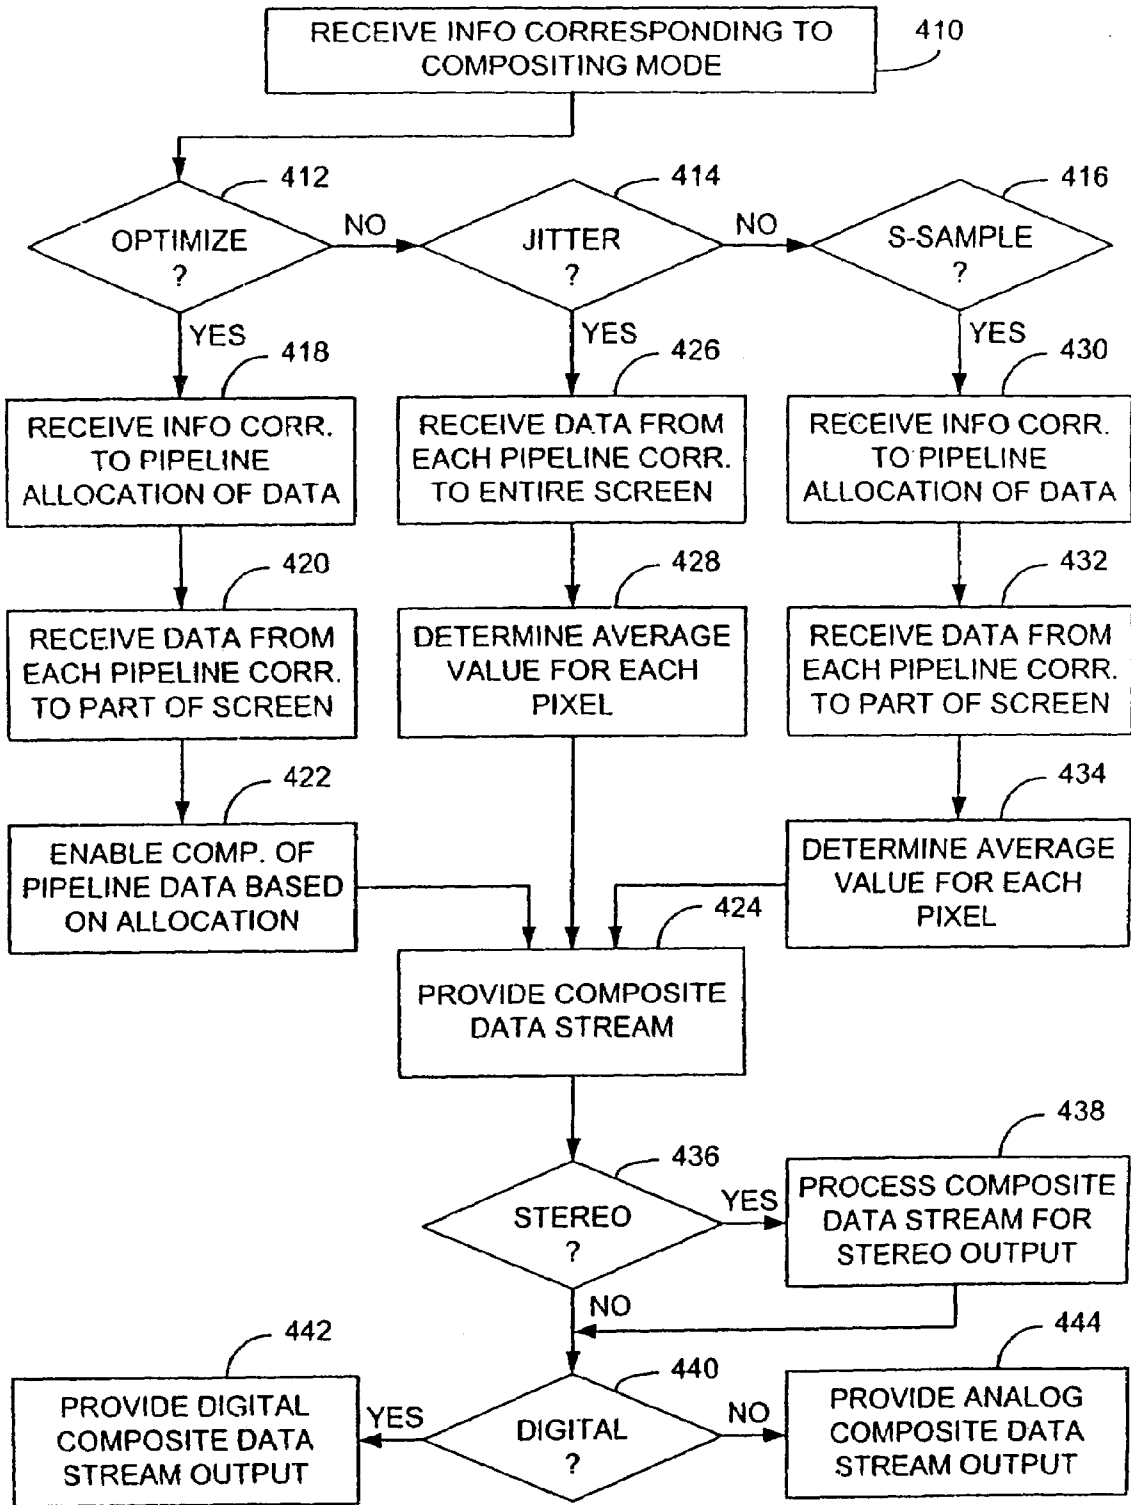 RECEIVE INFO CORRESPONDING TO
COMPOSITING MODE
410
412
414
416
OPTIMIZE
?
NO
JITTER
?
NO
S-SAMPLE
?
YES
YES
YES
418
426
430
RECEIVE INFO CORR.
TO PIPELINE
ALLOCATION OF DATA
RECEIVE DATA FROM
EACH PIPELINE CORR.
TO ENTIRE SCREEN
RECEIVE INFO CORR.
TO PIPELINE
ALLOCATION OF DATA
420
428
432
RECEIVE DATA FROM
EACH PIPELINE CORR.
TO PART OF SCREEN
DETERMINE AVERAGE
VALUE FOR EACH
PIXEL
RECEIVE DATA FROM
EACH PIPELINE CORR.
TO PART OF SCREEN
422
434
ENABLE COMP. OF
PIPELINE DATA BASED
ON ALLOCATION
DETERMINE AVERAGE
VALUE FOR EACH
PIXEL
424
PROVIDE COMPOSITE
DATA STREAM
436
438
STEREO
?
YES
PROCESS COMPOSITE
DATA STREAM FOR
STEREO OUTPUT
NO
442
440
444
PROVIDE DIGITAL
COMPOSITE DATA
STREAM OUTPUT
YES
DIGITAL
?
NO
PROVIDE ANALOG
COMPOSITE DATA
STREAM OUTPUT